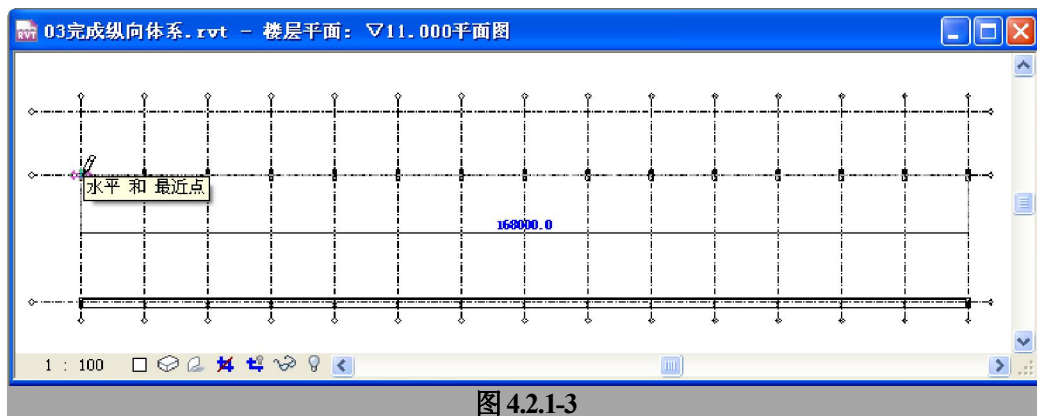 03完成纵向体系.rvt - 楼层平面: ▽11.000平面图
水平 和 最近点
168000.0
1 : 100
图 4.2.1-3